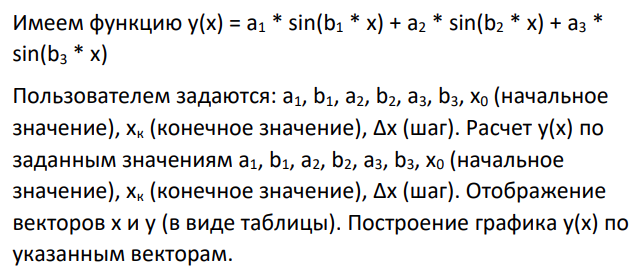 Имеем функцию y(x) = a₁ * sin(b₁ * x) + a₂ * sin(b₂ * x) + a₃ *
sin(b₃ * x)
Пользователем задаются: a₁, b₁, a₂, b₂, a₃, b₃, x₀ (начальное
значение), xₖ (конечное значение), Δx (шаг). Расчет y(x) по
заданным значениям a₁, b₁, a₂, b₂, a₃, b₃, x₀ (начальное
значение), xₖ (конечное значение), Δx (шаг). Отображение
векторов x и y (в виде таблицы). Построение графика y(x) по
указанным векторам.